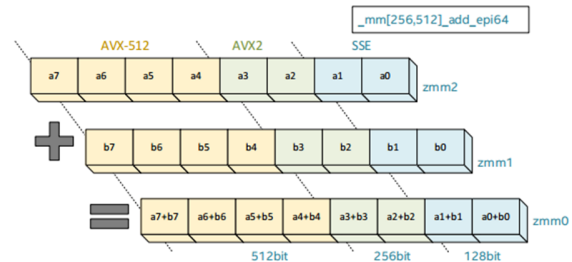 _mm[256,512]_add_epi64
AVX-512 AVX2 SSE
a7 a6 a5 a4 a3 a2 a1 a0
zmm2
b7 b6 b5 b4 b3 b2 b1 b0
zmm1
a7+b7 a6+b6 a5+b5 a4+b4 a3+b3 a2+b2 a1+b1 a0+b0
zmm0
512bit 256bit 128bit